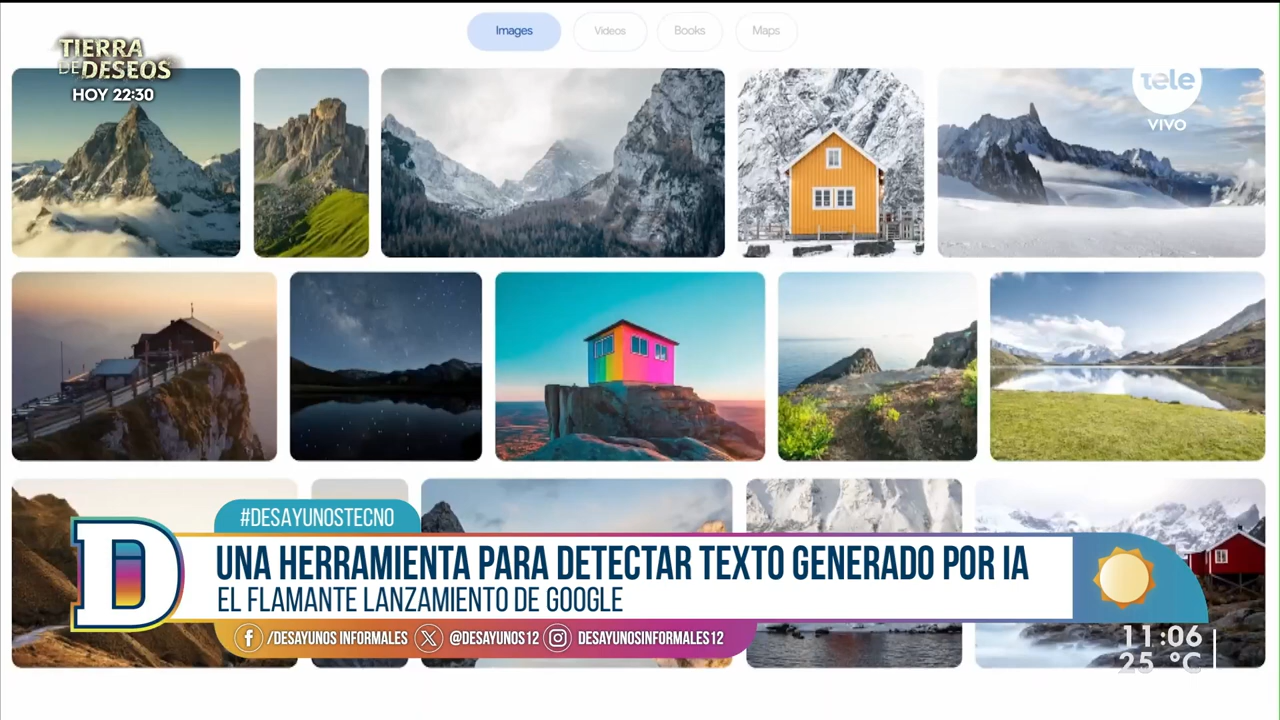 Images
Videos
Books
Maps
TIERRA
DE DESEOS
HOY 22:30
tele
VIVO
#DESAYUNOSTECNO
D
UNA HERRAMIENTA PARA DETECTAR TEXTO GENERADO POR IA
EL FLAMANTE LANZAMIENTO DE GOOGLE
/DESAYUNOS INFORMALES
@DESAYUNOS12
DESAYUNOSINFORMALES12
11:06
25 °C